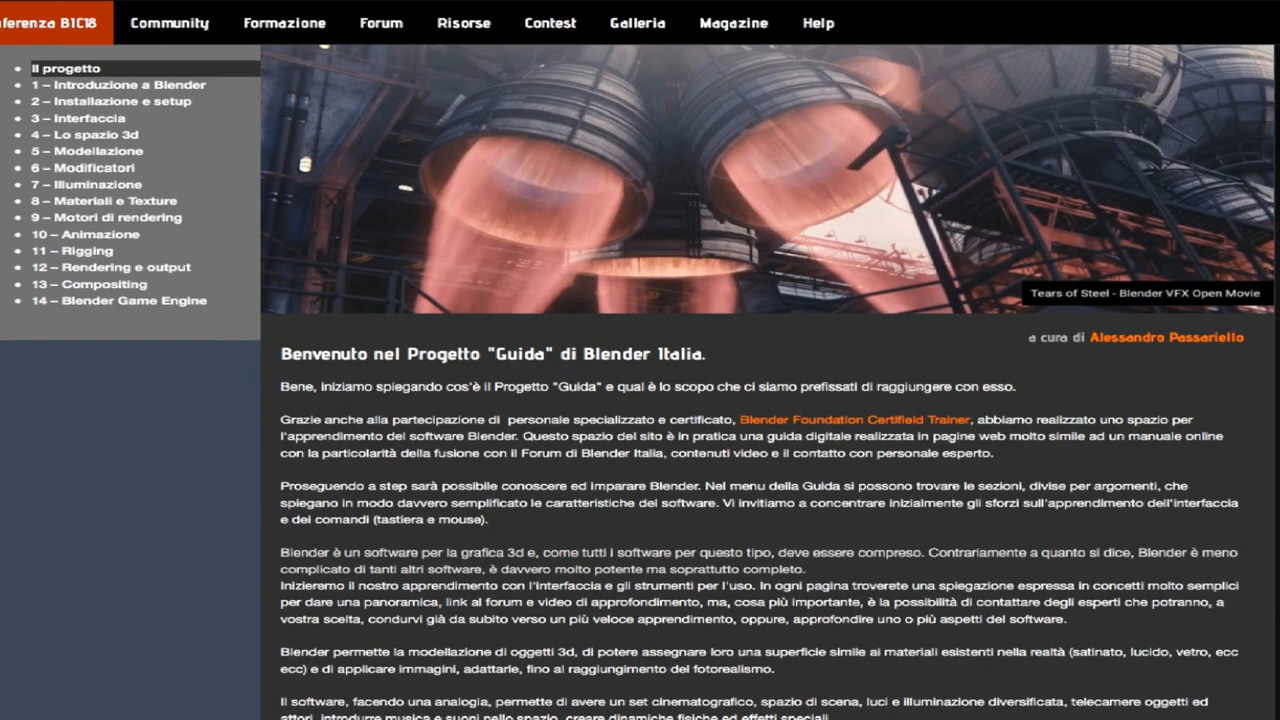 ferenza B1C18 Community Formazione Forum Risorse Contest Galleria Magazine Help
Il progetto
1 – Introduzione a Blender
2 – Installazione e setup
3 – Interfaccia
4 – Lo spazio 3d
5 – Modellazione
6 – Modificatori
7 – Illuminazione
8 – Materiali e Texture
9 – Motori di rendering
10 – Animazione
11 – Rigging
12 – Rendering e output
13 – Compositing
14 – Blender Game Engine
Tears of Steel - Blender VFX Open Movie
a cura di Alessandro Passariello
Benvenuto nel Progetto "Guida" di Blender Italia.
Bene, iniziamo spiegando cos'è il Progetto "Guida" e qual è lo scopo che ci siamo prefissati di raggiungere con esso.
Grazie anche alla partecipazione di personale specializzato e certificato, Blender Foundation Certifieid Trainer, abbiamo realizzato uno spazio per
l'apprendimento del software Blender. Questo spazio del sito è in pratica una guida digitale realizzata in pagine web molto simile ad un manuale online
con la particolarità della fusione con il Forum di Blender Italia, contenuti video e il contatto con personale esperto.
Proseguendo a step sarà possibile conoscere ed imparare Blender. Nel menu della Guida si possono trovare le sezioni, divise per argomenti, che
spiegano in modo davvero semplificato le caratteristiche del software. Vi invitiamo a concentrare inizialmente gli sforzi sull'apprendimento dell'interfaccia
e dei comandi (tastiera e mouse).
Blender è un software per la grafica 3d e, come tutti i software per questo tipo, deve essere compreso. Contrariamente a quanto si dice, Blender è meno
complicato di tanti altri software, è davvero molto potente ma soprattutto completo.
Inizieremo il nostro apprendimento con l'interfaccia e gli strumenti per l'uso. In ogni pagina troverete una spiegazione espressa in concetti molto semplici
per dare una panoramica, link al forum e video di approfondimento, ma, cosa più importante, è la possibilità di contattare degli esperti che potranno, a
vostra scelta, condurvi già da subito verso un più veloce apprendimento, oppure, approfondire uno o più aspetti del software.
Blender permette la modellazione di oggetti 3d, di potere assegnare loro una superficie simile ai materiali esistenti nella realtà (satinato, lucido, vetro, ecc
ecc) e di applicare immagini, adattarle, fino al raggiungimento del fotorealismo.
Il software, facendo una analogia, permette di avere un set cinematografico, spazio di scena, luci e illuminazione diversificata, telecamere oggetti ed
attori, introdurre musica e suoni nello spazio, creare dinamiche fisiche ed effetti speciali.